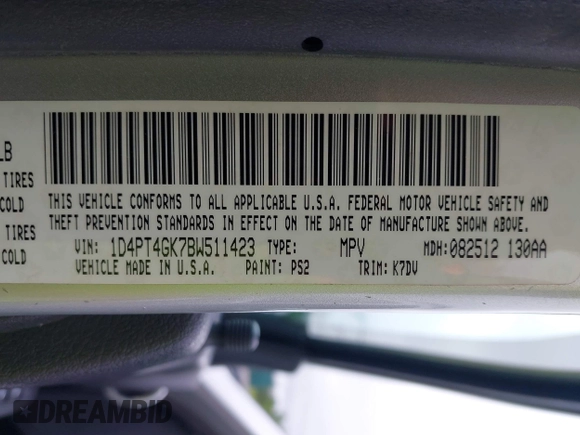 LB
TIRES
COLD
TIRES
COLD
THIS VEHICLE CONFORMS TO ALL APPLICABLE U.S.A. FEDERAL MOTOR VEHICLE SAFETY AND
THEFT PREVENTION STANDARDS IN EFFECT ON THE DATE OF MANUFACTURE SHOWN ABOVE.
VIN: 1D4PT4GK7BW511423 TYPE: MPV MDH: 082512 130AA
VEHICLE MADE IN U.S.A. PAINT: PS2 TRIM: K7DV
DREAMBID